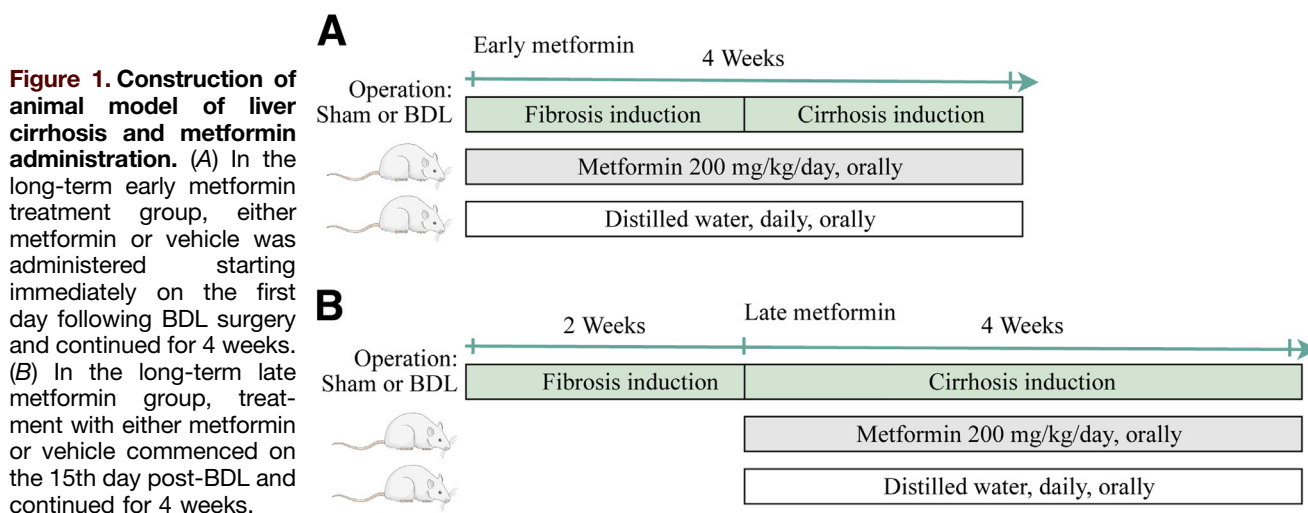 Figure 1. Construction of
animal model of liver
cirrhosis and metformin
administration. (A) In the
long-term early metformin
treatment group, either
metformin or vehicle was
administered starting
immediately on the first
day following BDL surgery
and continued for 4 weeks.
(B) In the long-term late
metformin group, treat-
ment with either metformin
or vehicle commenced on
the 15th day post-BDL and
continued for 4 weeks.
A
Early metformin
4 Weeks
Operation:
Sham or BDL
Fibrosis induction
Cirrhosis induction
Metformin 200 mg/kg/day, orally
Distilled water, daily, orally
B
Late metformin
2 Weeks
4 Weeks
Operation:
Sham or BDL
Fibrosis induction
Cirrhosis induction
Metformin 200 mg/kg/day, orally
Distilled water, daily, orally